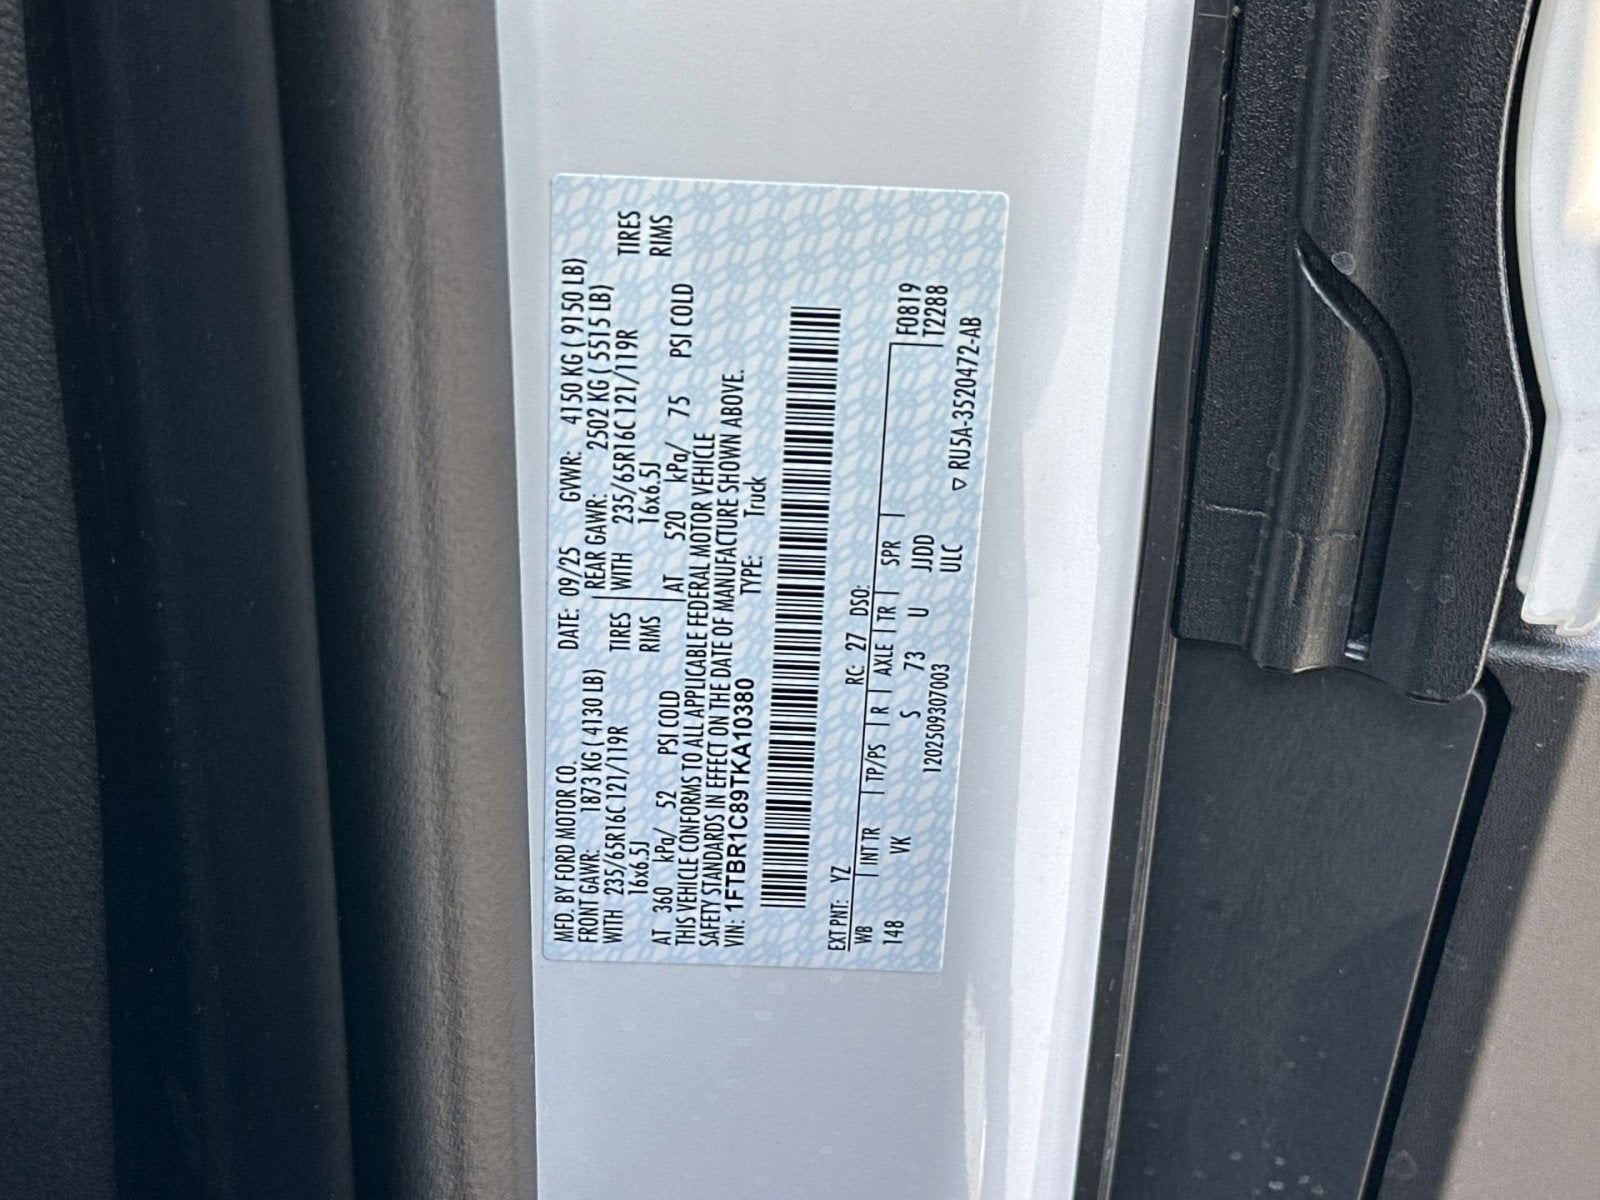 MFD. BY FORD MOTOR CO. DATE: 09/25 GVWR: 4150 KG ( 9150 LB)
FRONT GAWR: 1873 KG ( 4130 LB) REAR GAWR: 2502 KG ( 5515 LB)
WITH 235/65R16C 121/119R TIRES WITH 235/65R16C 121/119R TIRES
16x6.5J RIMS 16x6.5J RIMS
AT 360 kPa/ 52 PSI COLD AT 520 kPa/ 75 PSI COLD
THIS VEHICLE CONFORMS TO ALL APPLICABLE FEDERAL MOTOR VEHICLE
SAFETY STANDARDS IN EFFECT ON THE DATE OF MANUFACTURE SHOWN ABOVE.
VIN: 1FTBR1C89TKA10380 TYPE: Truck
EXT PNT: YZ RC: 27 DSO:
WB INT TR TP/PS R AXLE TR SPR F0819
148 VK S 73 U JJDD T2288
1202509307003 ULC ▽ RU5A-3520472-AB